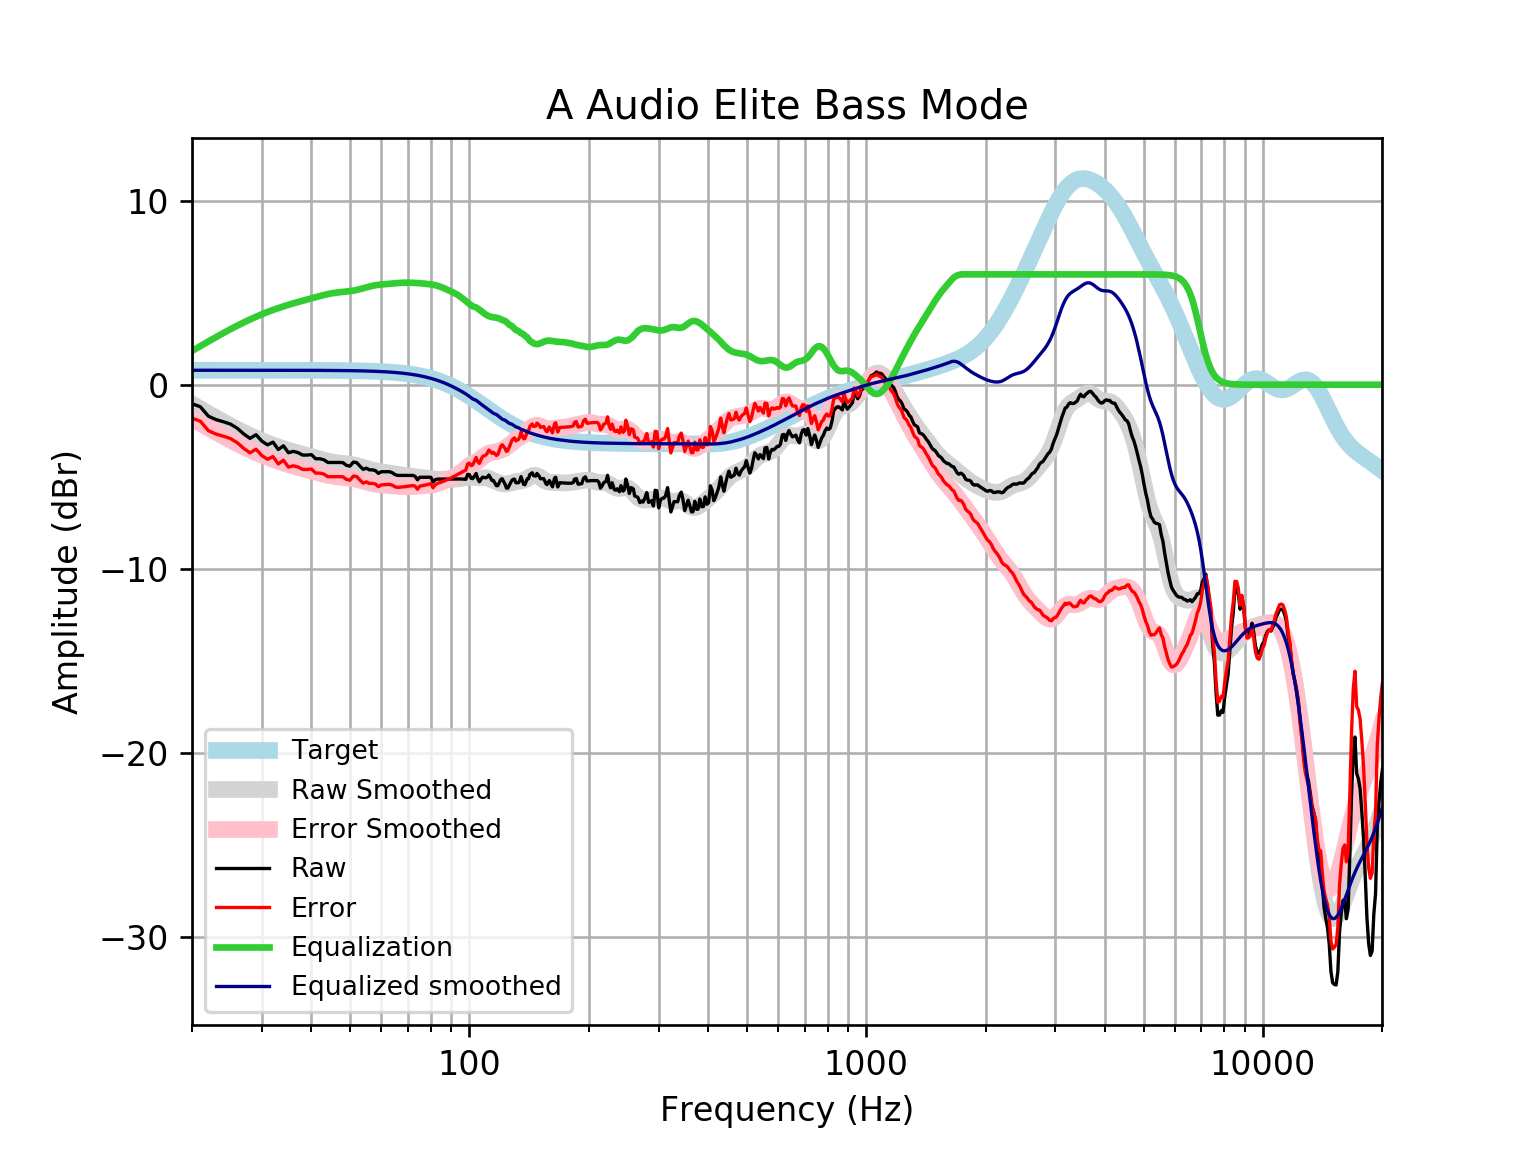 A Audio Elite Bass Mode
10
0
−10
−20
−30
Amplitude (dBr)
Target
Raw Smoothed
Error Smoothed
Raw
Error
Equalization
Equalized smoothed
100
1000
10000
Frequency (Hz)